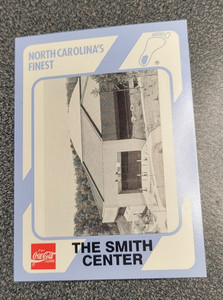 NORTH CAROLINA'S
FINEST
Coca-Cola
THE SMITH
CENTER